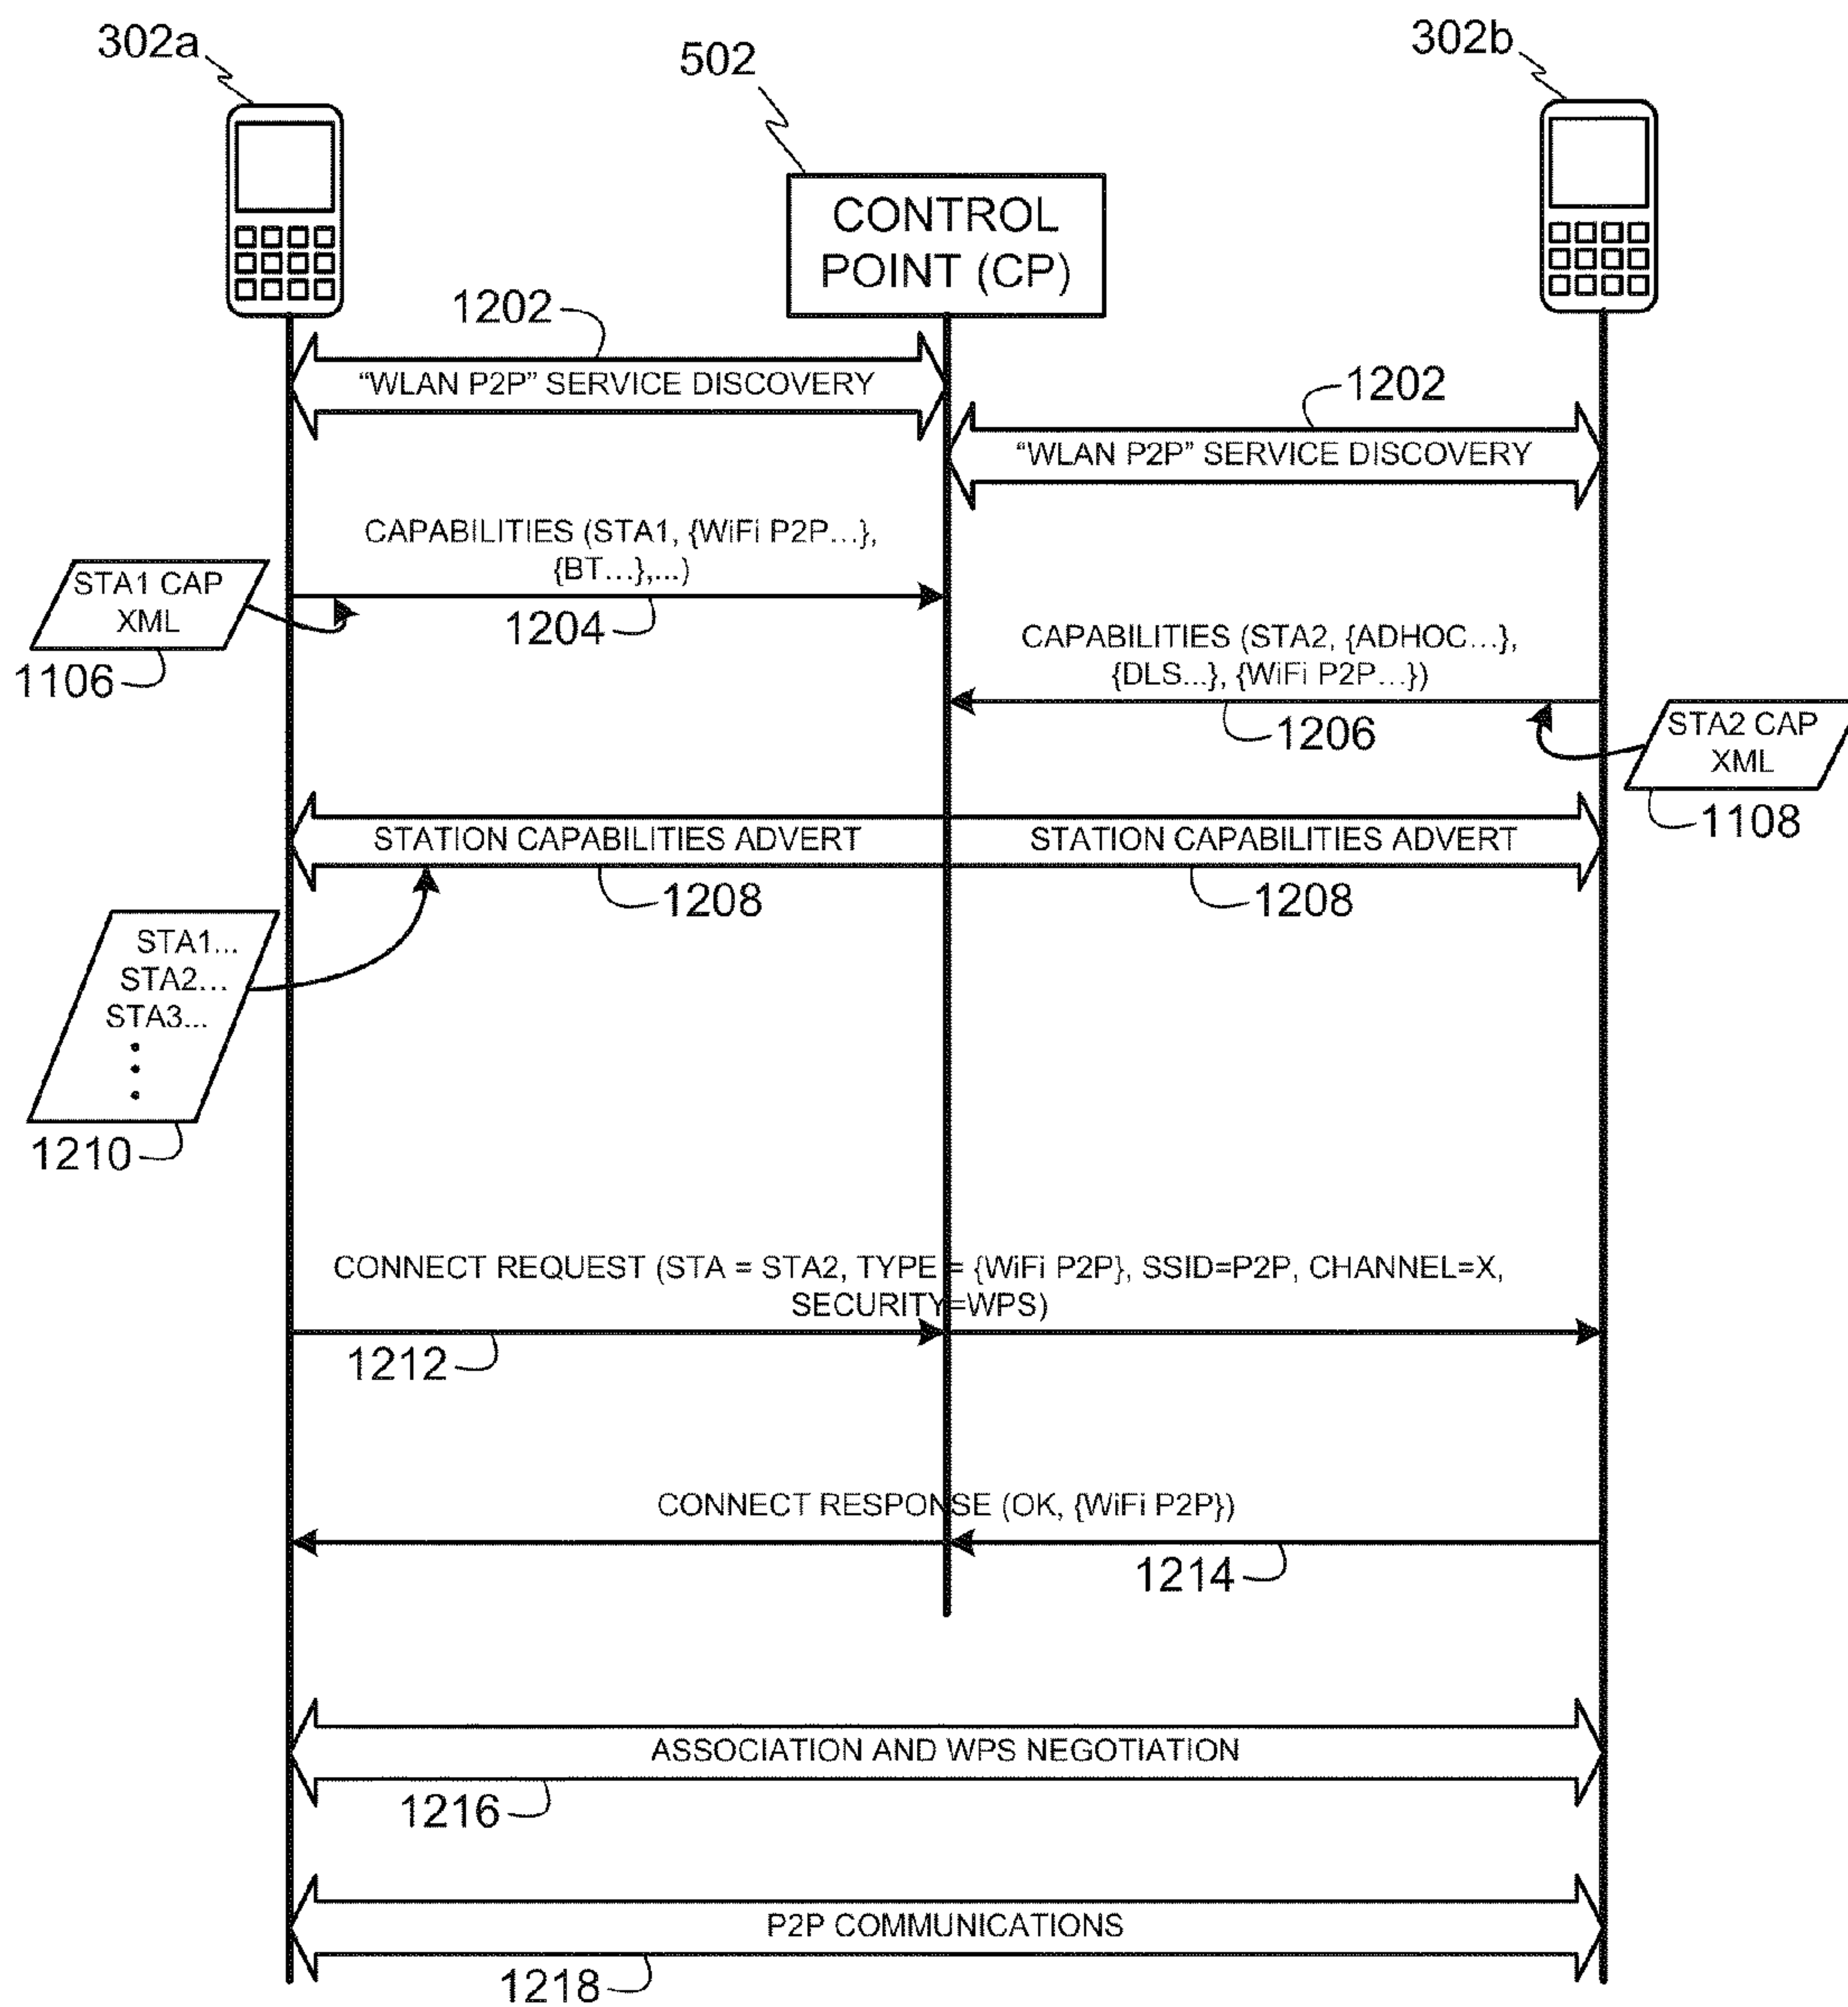 302a
502
302b
CONTROL
POINT (CP)
1202
"WLAN P2P" SERVICE DISCOVERY
1202
"WLAN P2P" SERVICE DISCOVERY
CAPABILITIES (STA1, {WiFi P2P...},
{BT...},...)
STA1 CAP
XML
1204
1106
CAPABILITIES (STA2, {ADHOC...},
{DLS...}, {WiFi P2P...})
1206
STA2 CAP
XML
1108
STATION CAPABILITIES ADVERT
STATION CAPABILITIES ADVERT
1208
1208
STA1...
STA2...
STA3...
1210
CONNECT REQUEST (STA = STA2, TYPE = {WiFi P2P}, SSID=P2P, CHANNEL=X,
SECURITY=WPS)
1212
CONNECT RESPONSE (OK, {WiFi P2P})
1214
ASSOCIATION AND WPS NEGOTIATION
1216
P2P COMMUNICATIONS
1218